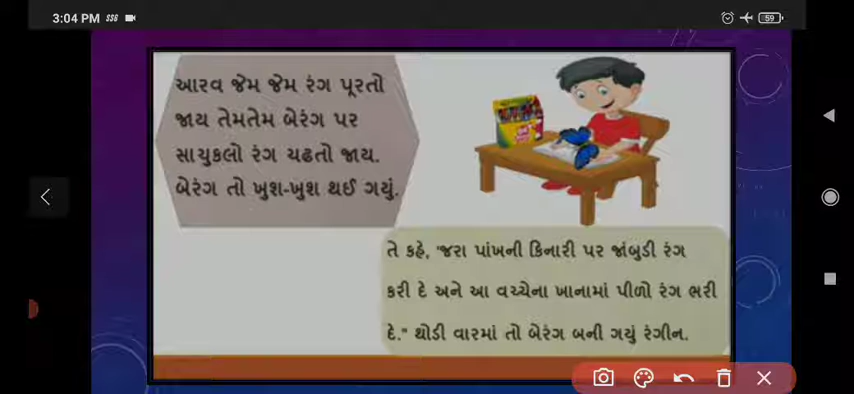 3:04 PM
59
આરવ જેમ જેમ રંગ પૂરતો
જાય તેમતેમ બેરંગ પર
સાચુકલો રંગ ચઢતો જાય.
બેરંગ તો ખુશ-ખુશ થઈ ગયું.
તે કહે, "જરા પાંખની કિનારી પર જાંબુડી રંગ
કરી દે અને આ વચ્ચેના ખાનામાં પીળો રંગ ભરી
દે." થોડી વારમાં તો બેરંગ બની ગયું રંગીન.